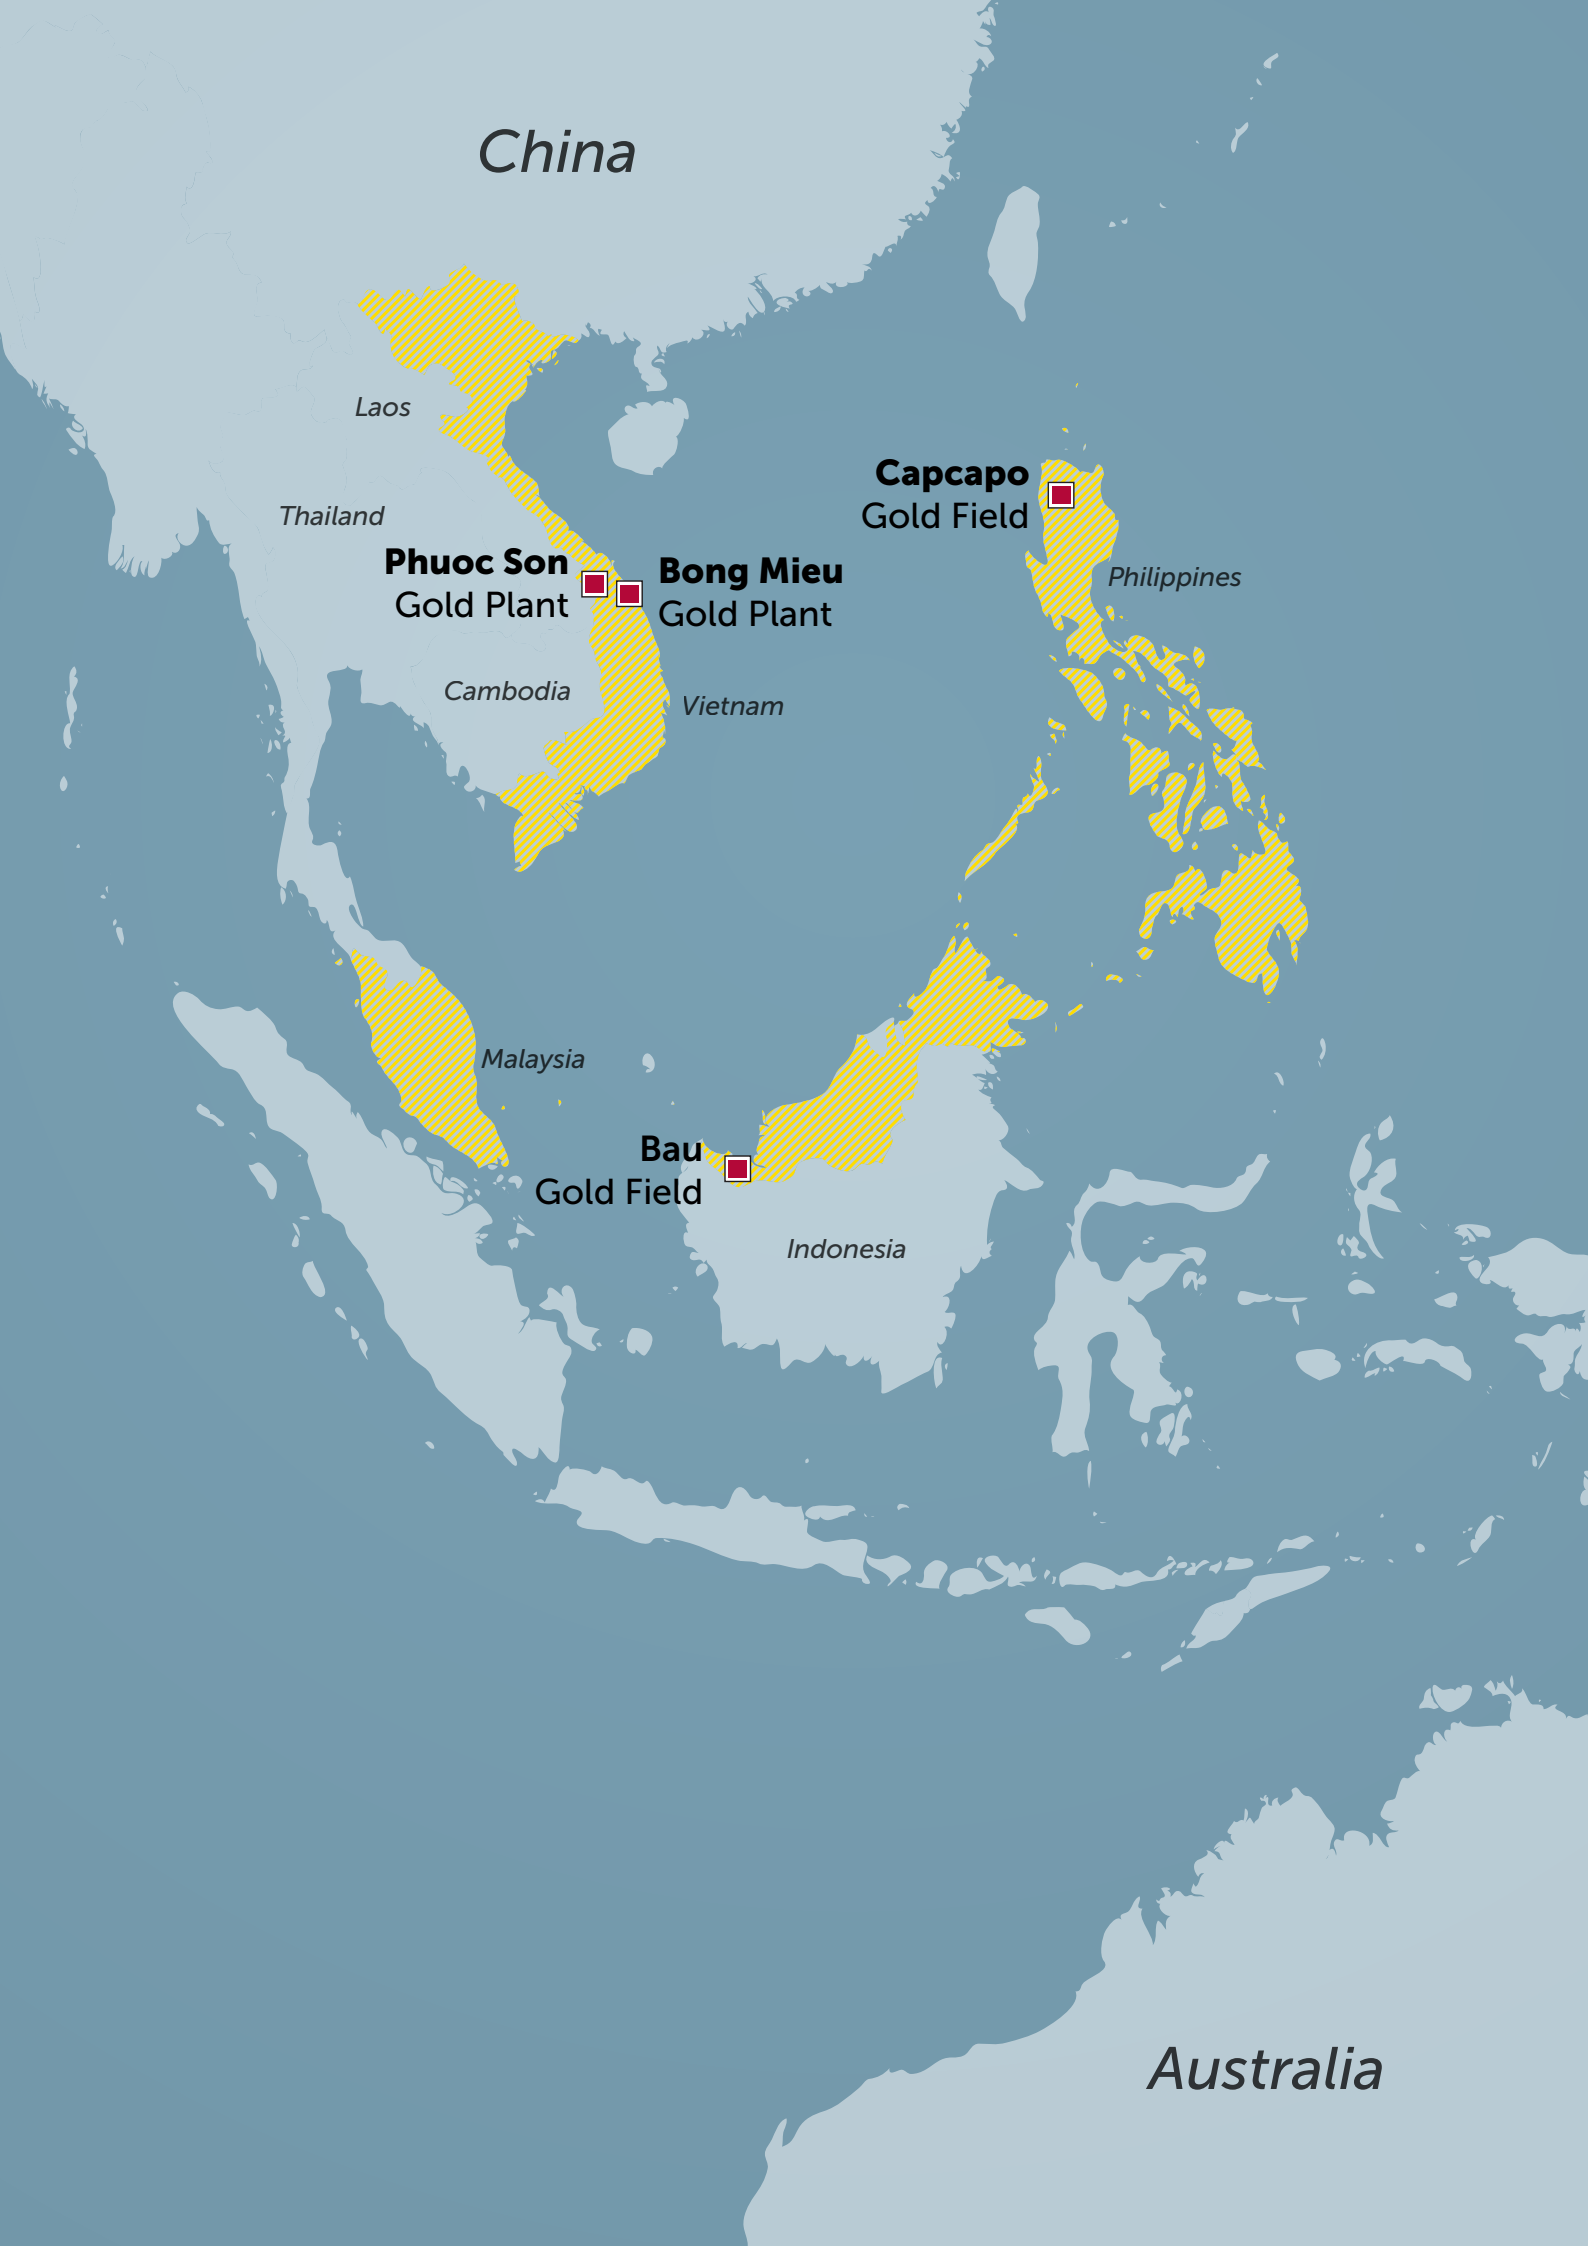 China
Laos
Capcapo
Gold Field
Thailand
Phuoc Son
Gold Plant
Bong Mieu
Gold Plant
Philippines
Cambodia
Vietnam
Malaysia
Bau
Gold Field
Indonesia
Australia